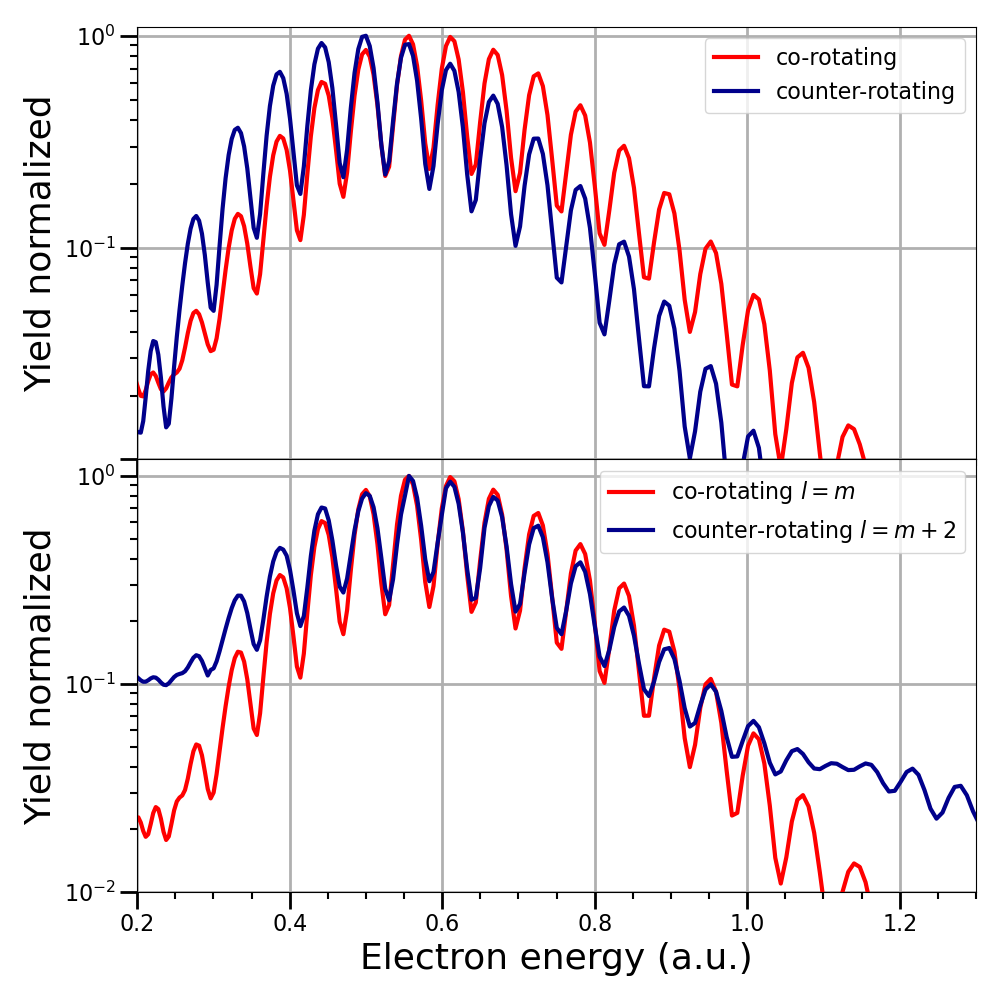 10⁰
10⁻¹
Yield normalized
co-rotating
counter-rotating
10⁰
10⁻¹
10⁻²
Yield normalized
co-rotating l = m
counter-rotating l = m + 2
0.2 0.4 0.6 0.8 1.0 1.2
Electron energy (a.u.)